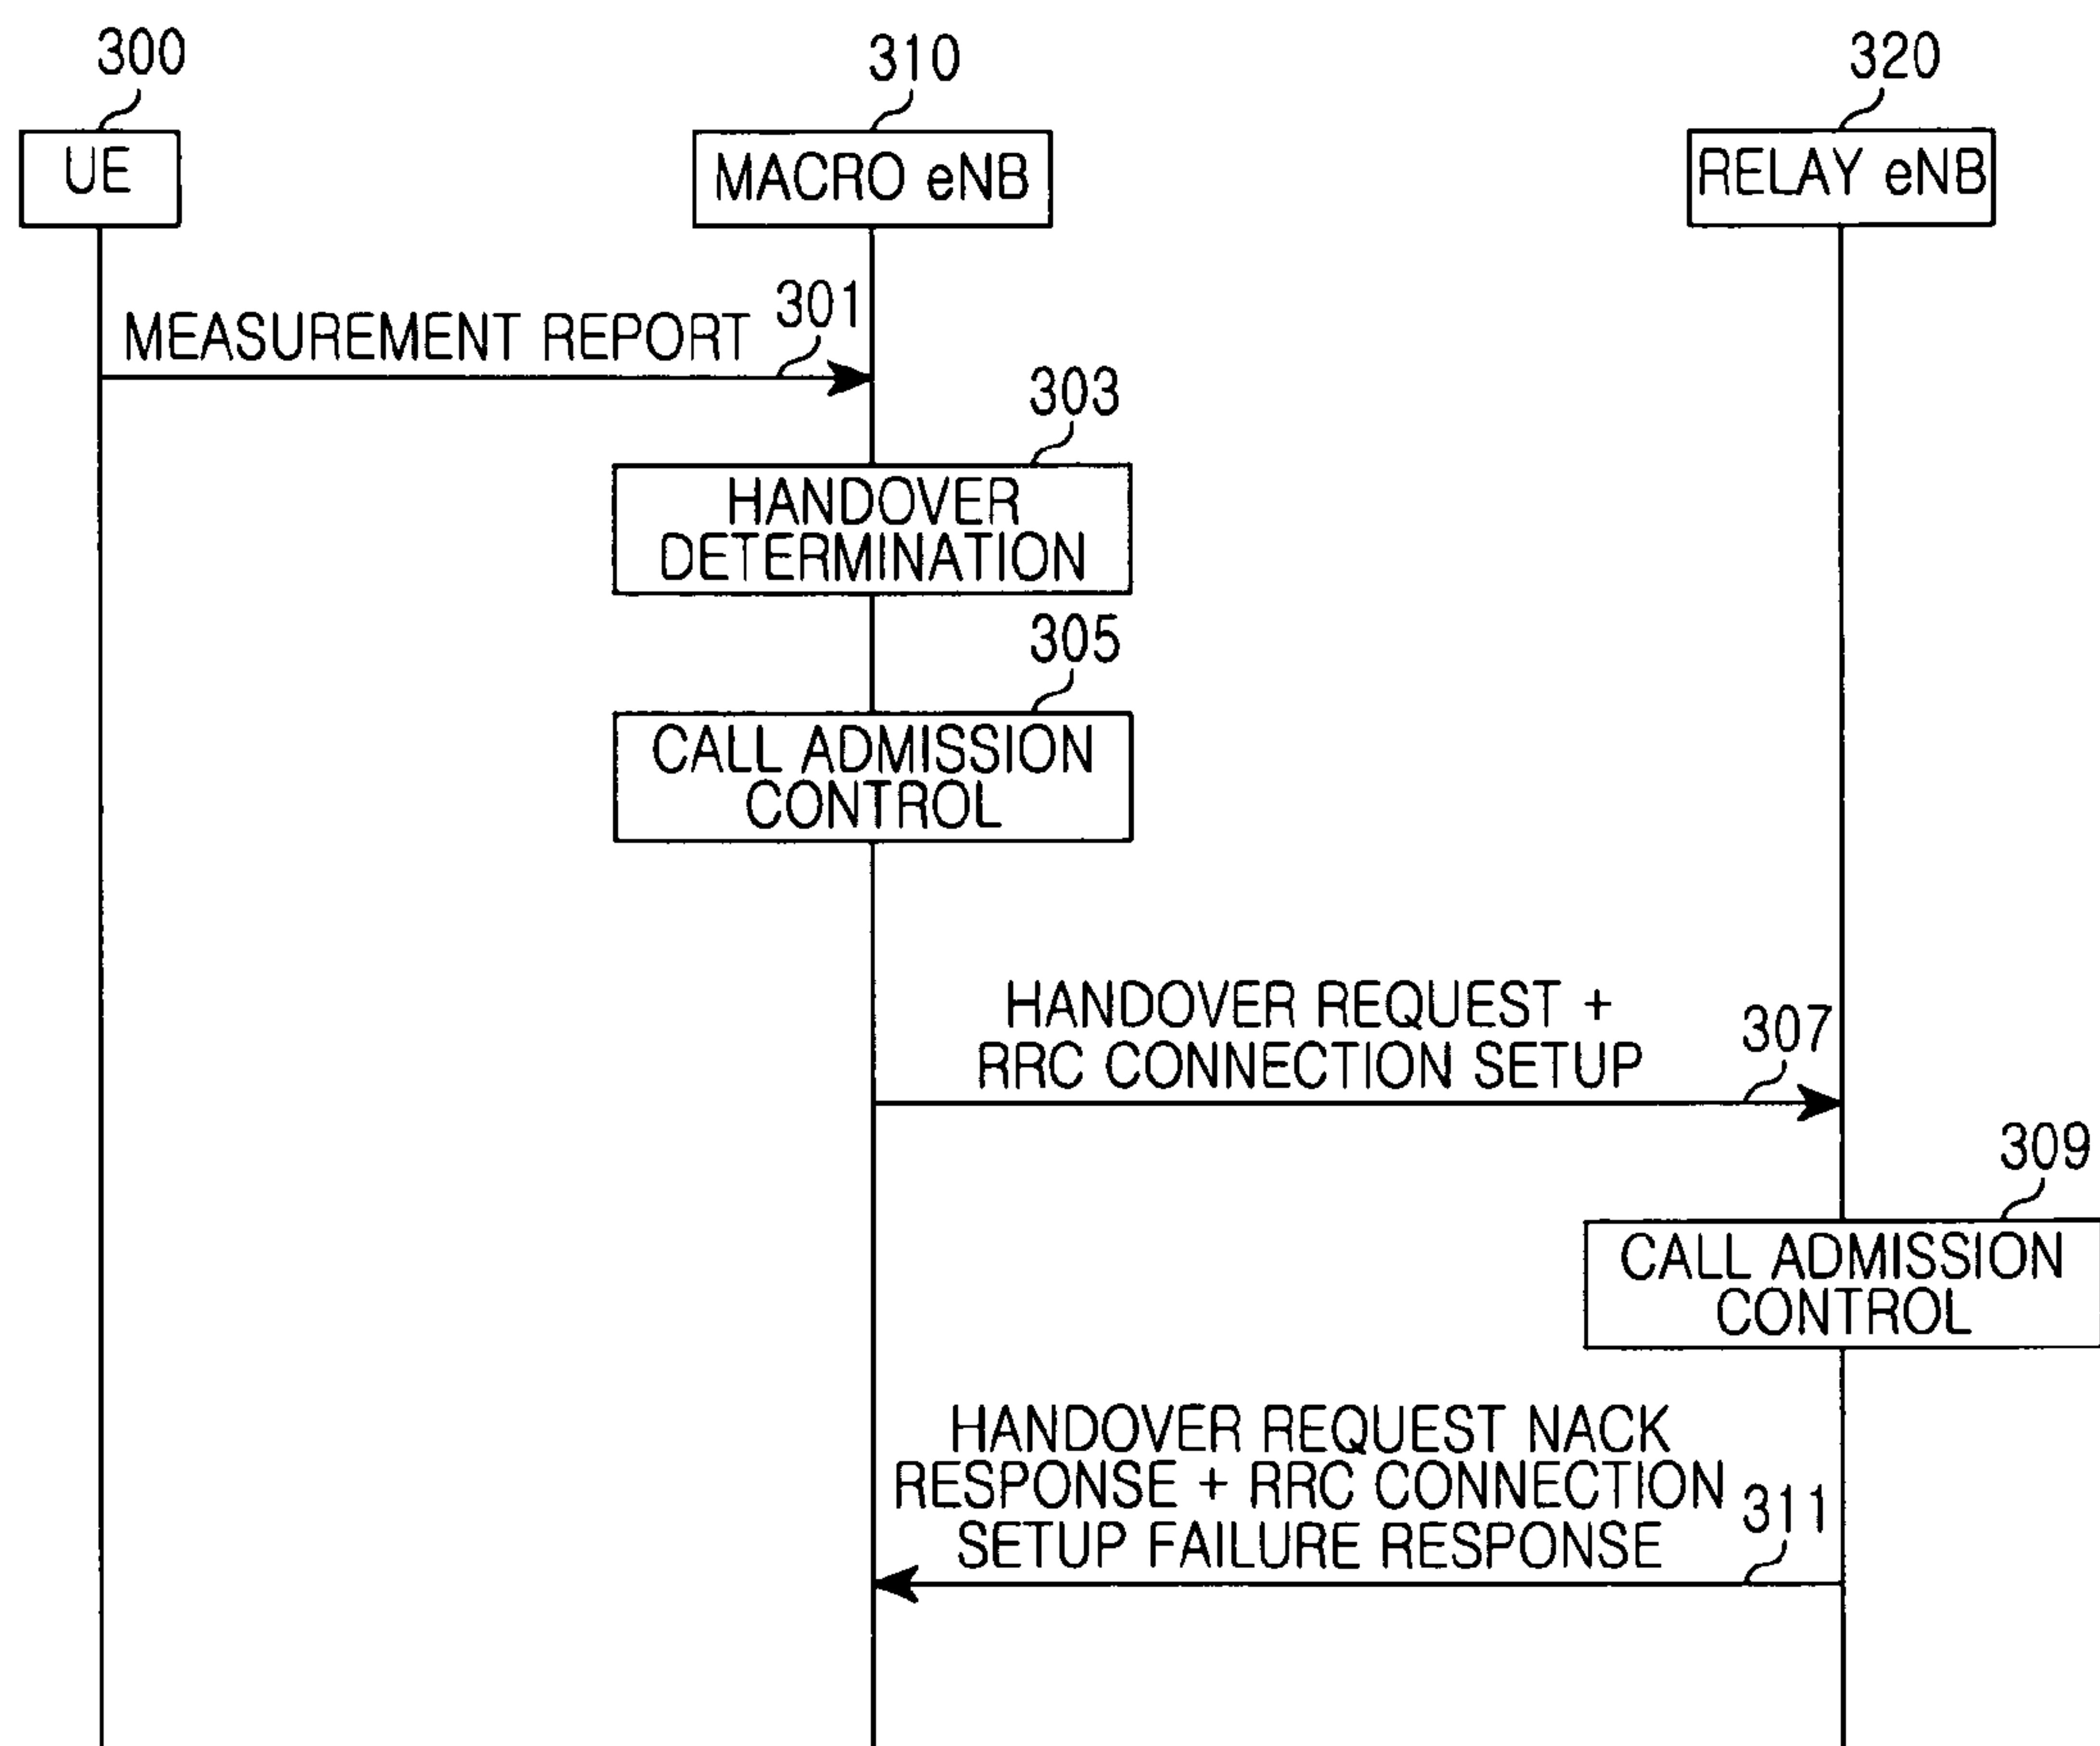 300
310
320
UE
MACRO eNB
RELAY eNB
MEASUREMENT REPORT
301
303
HANDOVER
DETERMINATION
305
CALL ADMISSION
CONTROL
HANDOVER REQUEST +
RRC CONNECTION SETUP
307
309
CALL ADMISSION
CONTROL
HANDOVER REQUEST NACK
RESPONSE + RRC CONNECTION
SETUP FAILURE RESPONSE
311